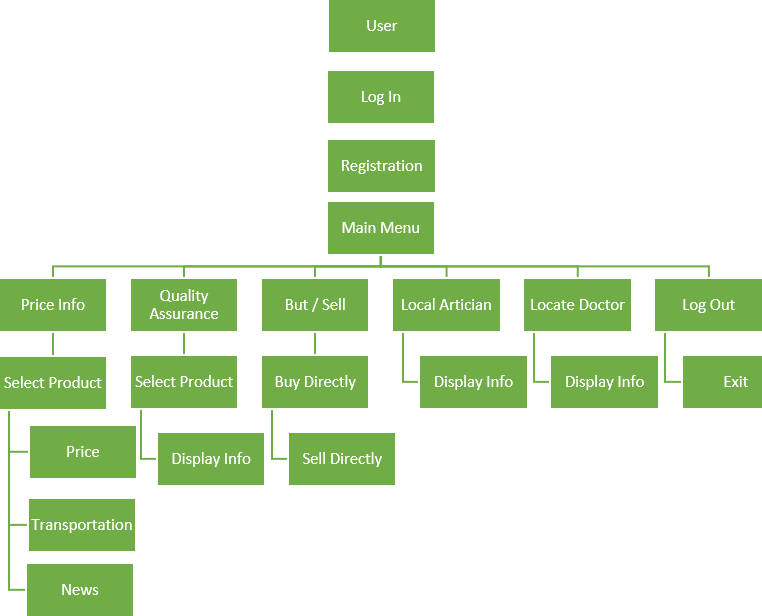 User
Log In
Registration
Main Menu
Price Info
Quality
Assurance
But / Sell
Local Artician
Locate Doctor
Log Out
Select Product
Select Product
Buy Directly
Display Info
Display Info
Exit
Price
Display Info
Sell Directly
Transportation
News